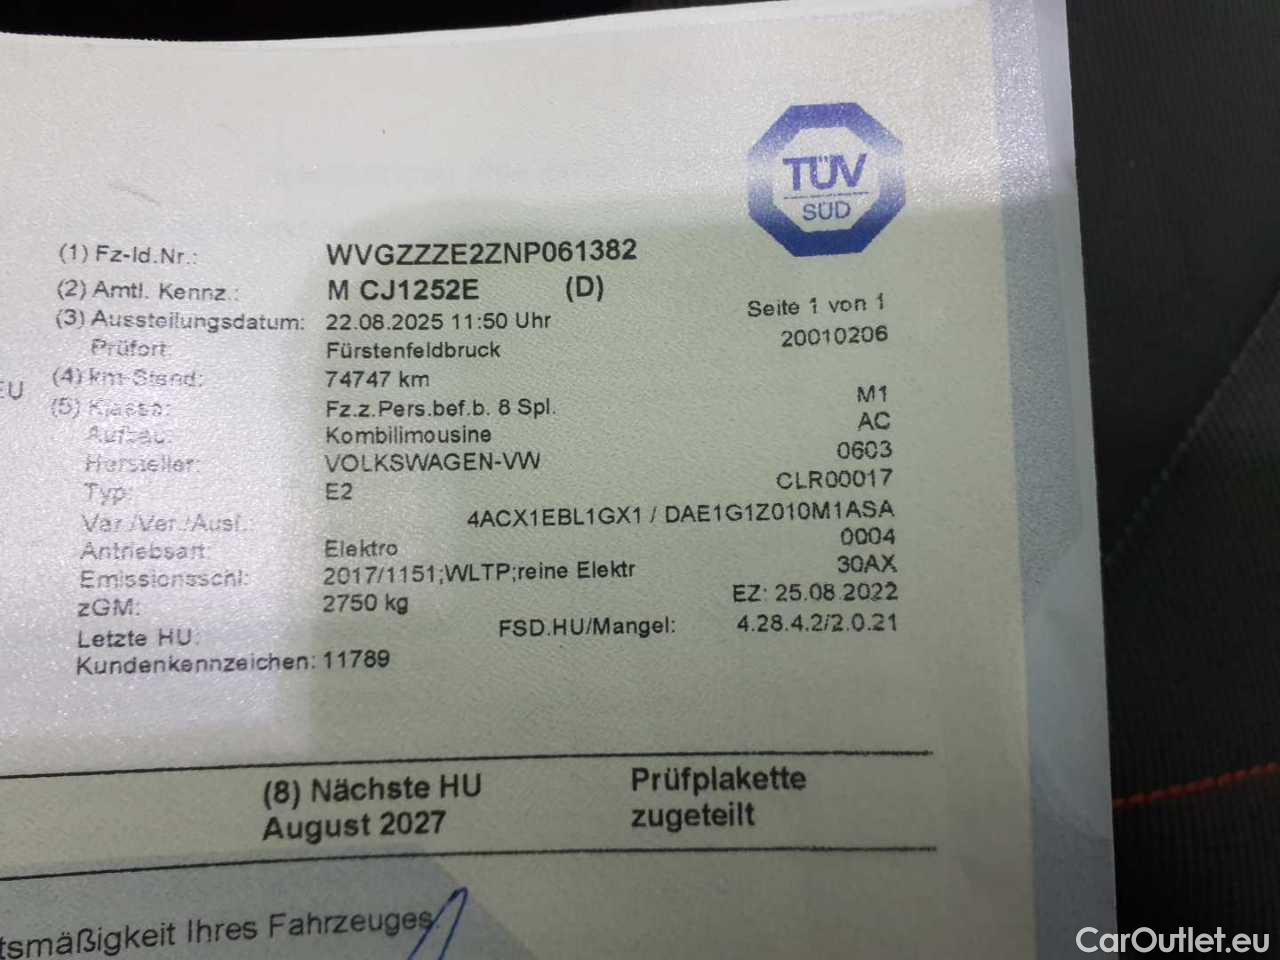 TÜV
SÜD
(1) Fz-Id.Nr.: WVGZZZE2ZNP061382
(2) Amtl. Kennz.: M CJ1252E (D)
Seite 1 von 1
(3) Ausstellungsdatum: 22.08.2025 11:50 Uhr
20010206
Prüfort: Fürstenfeldbruck
EU
(4) km-Stand: 74747 km
(5) Klasse: Fz.z.Pers.bef.b. 8 Spl. M1
Aufbau: Kombilimousine AC
Hersteller: VOLKSWAGEN-VW 0603
Typ: E2 CLR00017
Var./Ver./Ausf.: 4ACX1EBL1GX1 / DAE1G1Z010M1ASA
Antriebsart: Elektro 0004
Emissionsschl: 2017/1151;WLTP;reine Elektr 30AX
zGM: 2750 kg EZ: 25.08.2022
Letzte HU: FSD.HU/Mangel: 4.28.4.2/2.0.21
Kundenkennzeichen: 11789
(8) Nächste HU Prüfplakette
August 2027 zugeteilt
tsmäßigkeit Ihres Fahrzeuges.
CarOutlet.eu